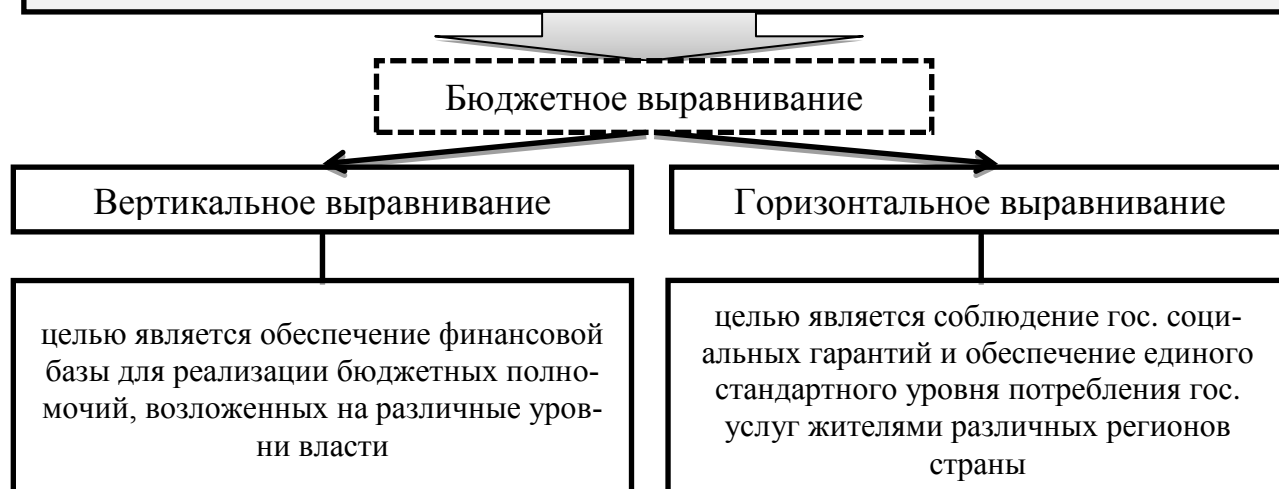 Бюджетное выравнивание
Вертикальное выравнивание
Горизонтальное выравнивание
целью является обеспечение финансовой
базы для реализации бюджетных полно-
мочий, возложенных на различные уров-
ни власти
целью является соблюдение гос. соци-
альных гарантий и обеспечение единого
стандартного уровня потребления гос.
услуг жителями различных регионов
страны